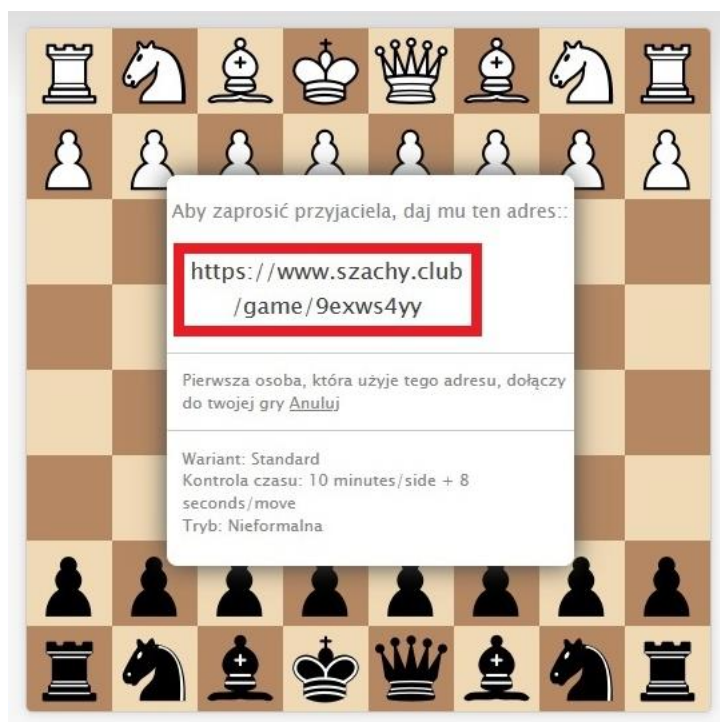 Aby zaprosić przyjaciela, daj mu ten adres::
https://www.szachy.club
/game/9exws4yy
Pierwsza osoba, która użyje tego adresu, dołączy
do twojej gry Anuluj
Wariant: Standard
Kontrola czasu: 10 minutes/side + 8
seconds/move
Tryb: Nieformalna